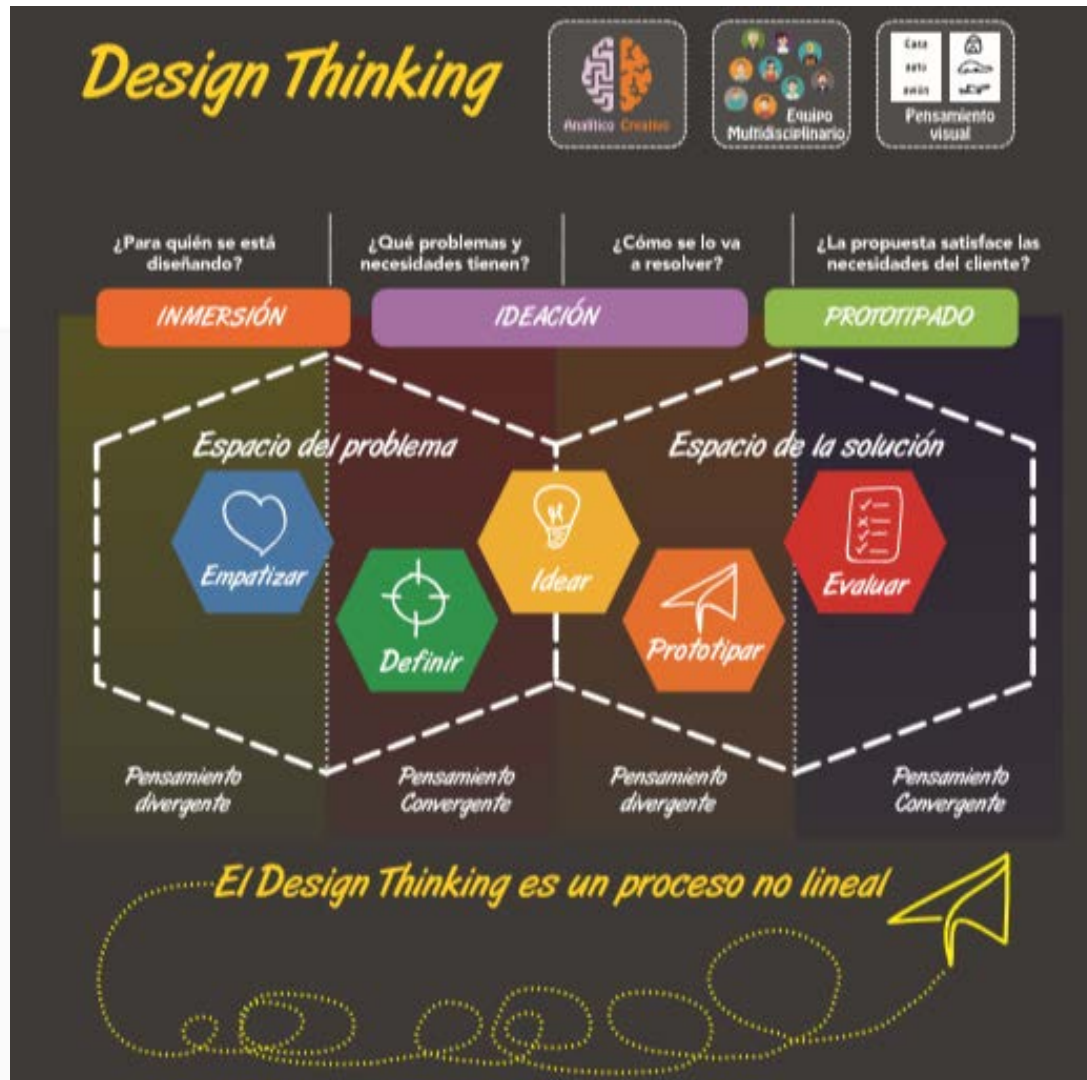 Design Thinking
Analítico Creativo
Equipo
Multidisciplinario
Casa
auto
avión
Pensamiento
visual
¿Para quién se está
diseñando?
¿Qué problemas y
necesidades tienen?
¿Cómo se lo va
a resolver?
¿La propuesta satisface las
necesidades del cliente?
INMERSIÓN
IDEACIÓN
PROTOTIPADO
Espacio del problema
Espacio de la solución
Empatizar
Definir
Idear
Prototipar
Evaluar
Pensamiento
divergente
Pensamiento
Convergente
Pensamiento
divergente
Pensamiento
Convergente
El Design Thinking es un proceso no lineal